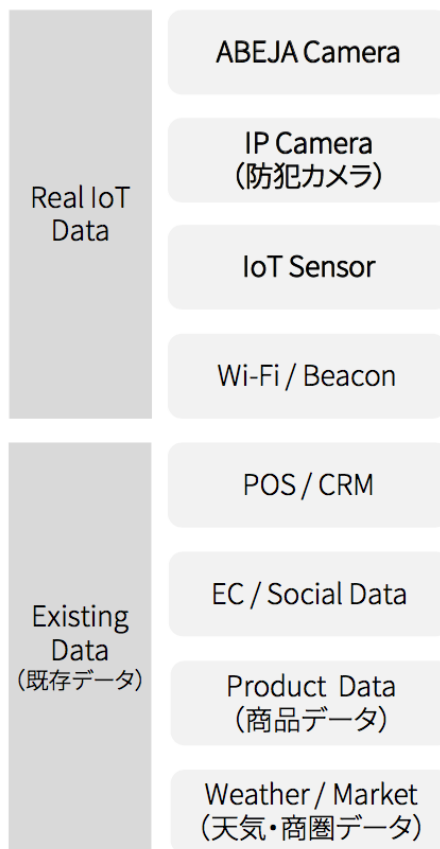 Real IoT
Data
ABEJA Camera
IP Camera
（防犯カメラ）
IoT Sensor
Wi-Fi / Beacon
Existing
Data
（既存データ）
POS / CRM
EC / Social Data
Product Data
（商品データ）
Weather / Market
（天気・商圏データ）